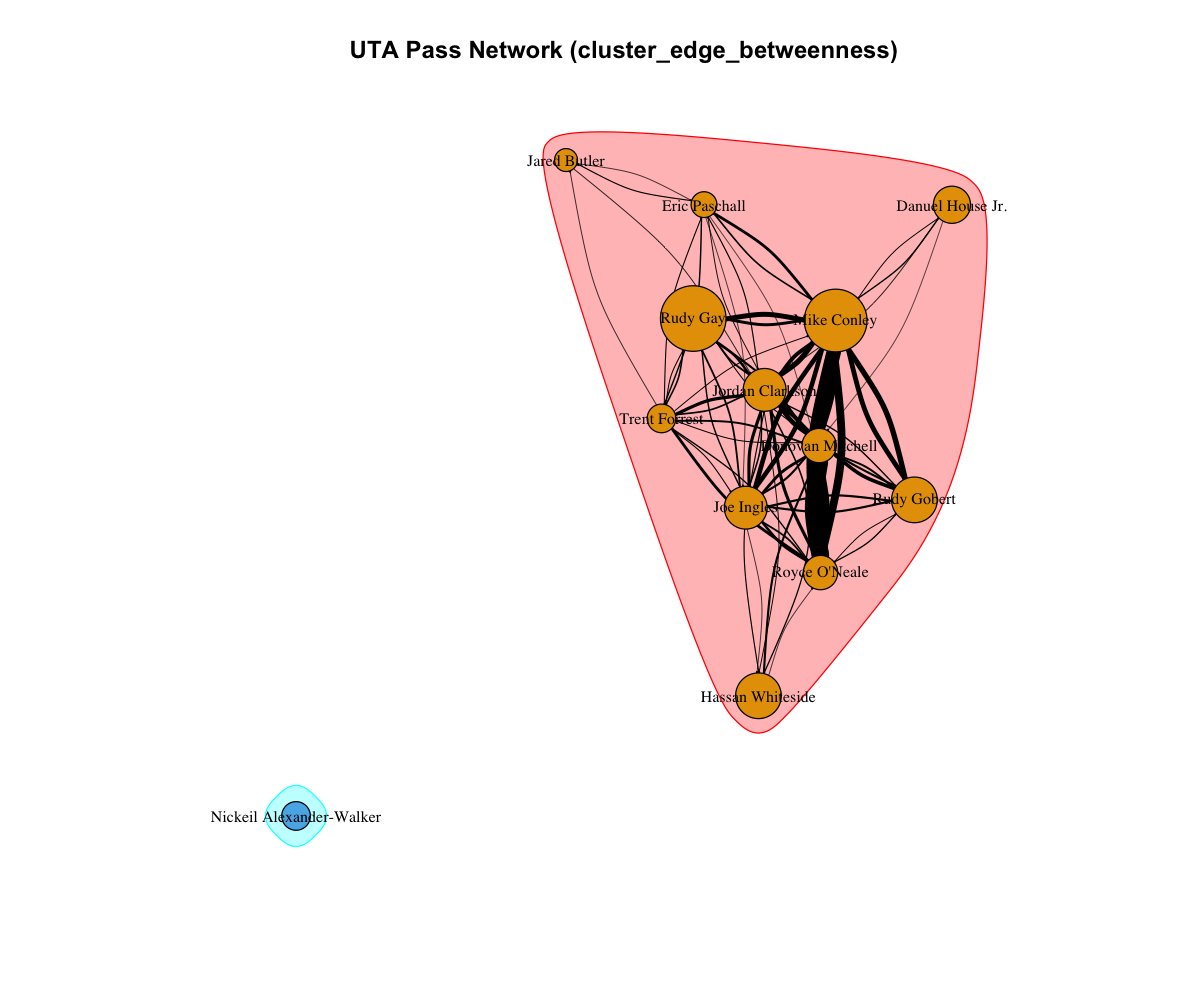 UTA Pass Network (cluster_edge_betweenness)
Jared Butler
Eric Paschall
Danuel House Jr.
Rudy Gay
Mike Conley
Jordan Clarkson
Trent Forrest
Donovan Mitchell
Rudy Gobert
Joe Ingles
Royce O'Neale
Hassan Whiteside
Nickeil Alexander-Walker